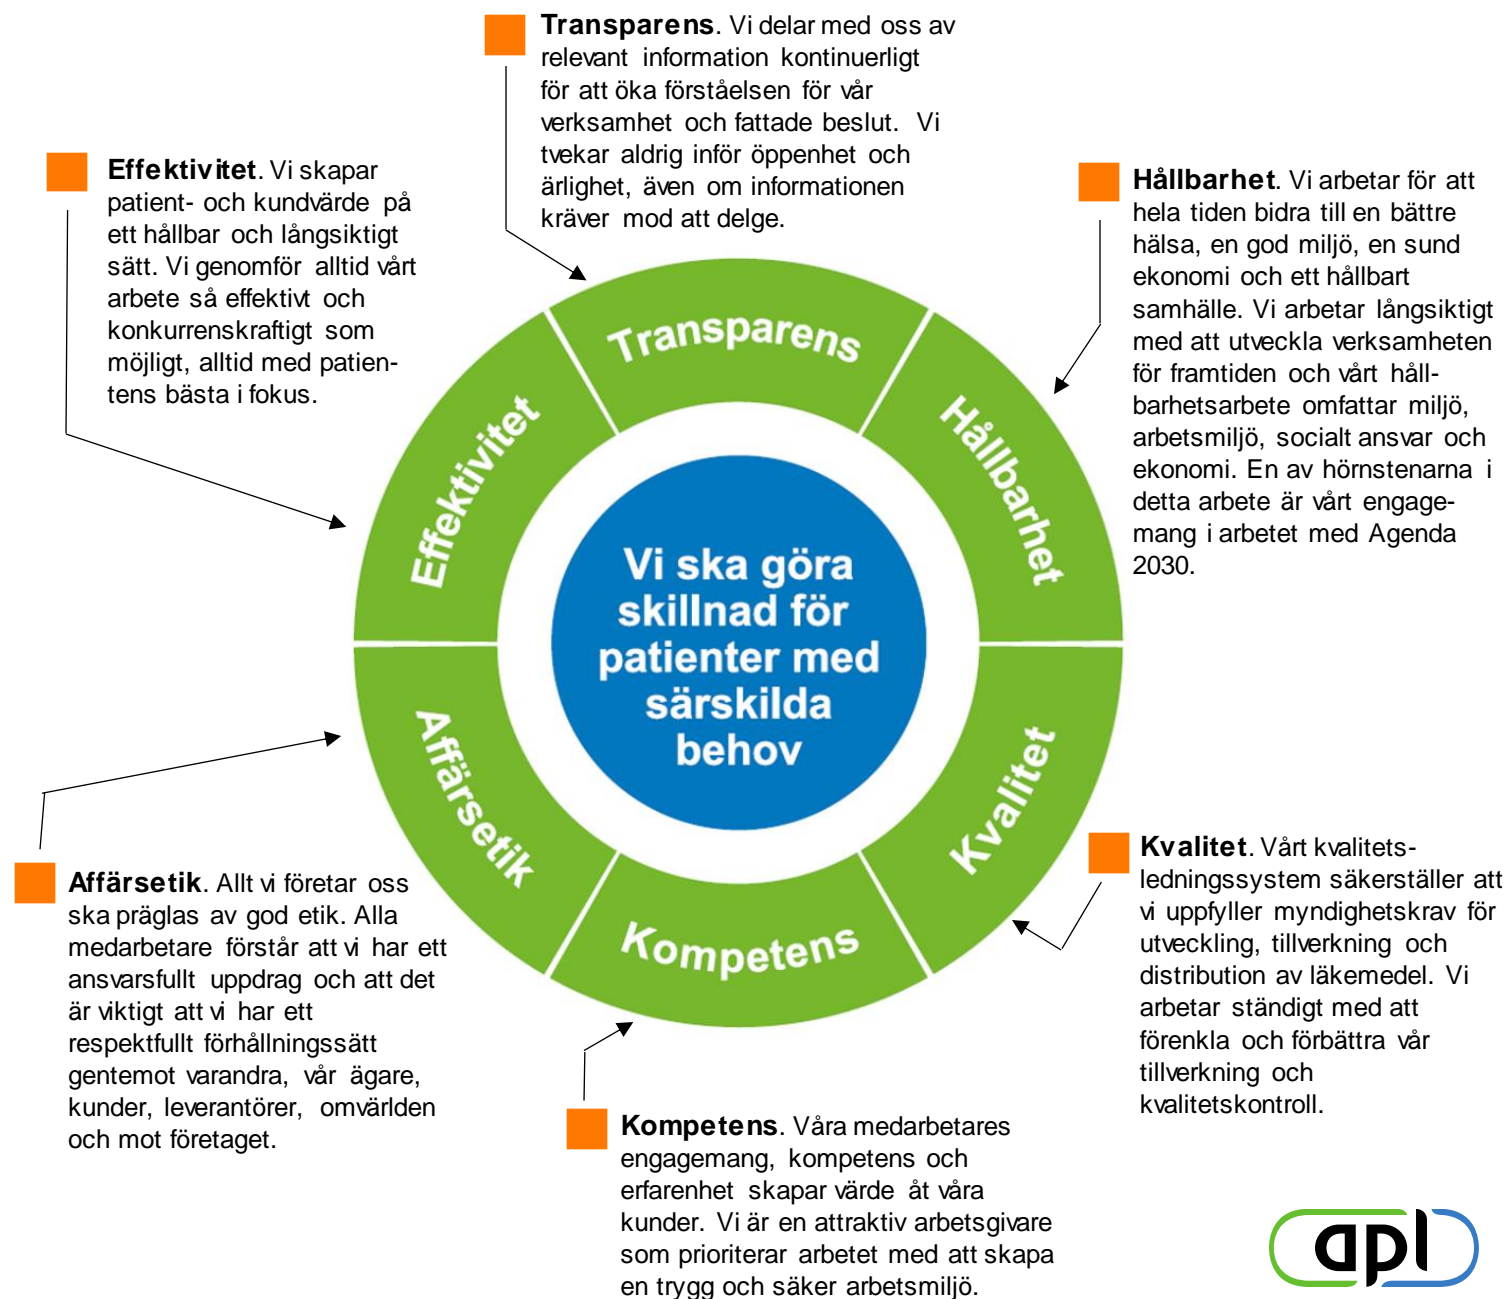 Transparens. Vi delar med oss av
relevant information kontinuerligt
för att öka förståelsen för vår
verksamhet och fattade beslut. Vi
tvekar aldrig inför öppenhet och
ärlighet, även om informationen
kräver mod att delge.
Effektivitet. Vi skapar
patient- och kundvärde på
ett hållbar och långsiktigt
sätt. Vi genomför alltid vårt
arbete så effektivt och
konkurrenskraftigt som
möjligt, alltid med patien-
tens bästa i fokus.
Hållbarhet. Vi arbetar för att
hela tiden bidra till en bättre
hälsa, en god miljö, en sund
ekonomi och ett hållbart
samhälle. Vi arbetar långsiktigt
med att utveckla verksamheten
för framtiden och vårt håll-
barhetsarbete omfattar miljö,
arbetsmiljö, socialt ansvar och
ekonomi. En av hörnstenarna i
detta arbete är vårt engage-
mang i arbetet med Agenda
2030.
Transparens
Hållbarhet
Kvalitet
Kompetens
Affärsetik
Effektivitet
Vi ska göra
skillnad för
patienter med
särskilda
behov
Affärsetik. Allt vi företar oss
ska präglas av god etik. Alla
medarbetare förstår att vi har ett
ansvarsfullt uppdrag och att det
är viktigt att vi har ett
respektfullt förhållningssätt
gentemot varandra, vår ägare,
kunder, leverantörer, omvärlden
och mot företaget.
Kvalitet. Vårt kvalitets-
ledningssystem säkerställer att
vi uppfyller myndighetskrav för
utveckling, tillverkning och
distribution av läkemedel. Vi
arbetar ständigt med att
förenkla och förbättra vår
tillverkning och
kvalitetskontroll.
Kompetens. Våra medarbetares
engagemang, kompetens och
erfarenhet skapar värde åt våra
kunder. Vi är en attraktiv arbetsgivare
som prioriterar arbetet med att skapa
en trygg och säker arbetsmiljö.
apl